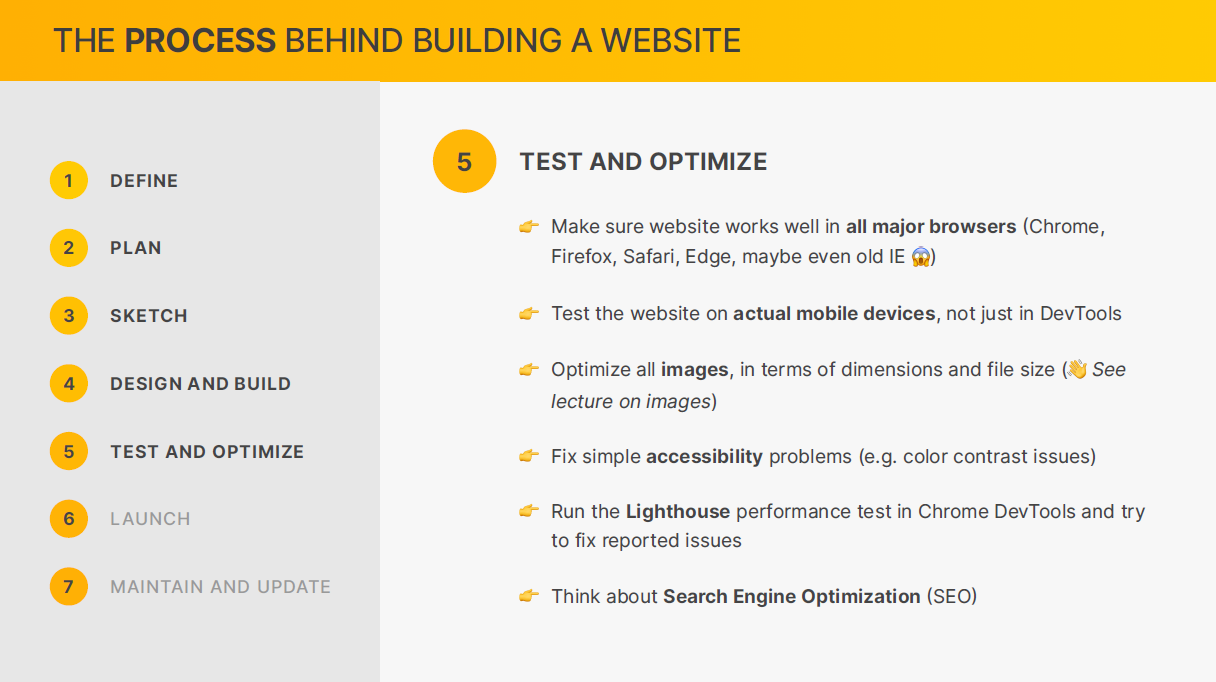 THE PROCESS BEHIND BUILDING A WEBSITE
1 DEFINE
2 PLAN
3 SKETCH
4 DESIGN AND BUILD
5 TEST AND OPTIMIZE
6 LAUNCH
7 MAINTAIN AND UPDATE
5 TEST AND OPTIMIZE
👉 Make sure website works well in all major browsers (Chrome,
Firefox, Safari, Edge, maybe even old IE 😱)
👉 Test the website on actual mobile devices, not just in DevTools
👉 Optimize all images, in terms of dimensions and file size (👋 See
lecture on images)
👉 Fix simple accessibility problems (e.g. color contrast issues)
👉 Run the Lighthouse performance test in Chrome DevTools and try
to fix reported issues
👉 Think about Search Engine Optimization (SEO)